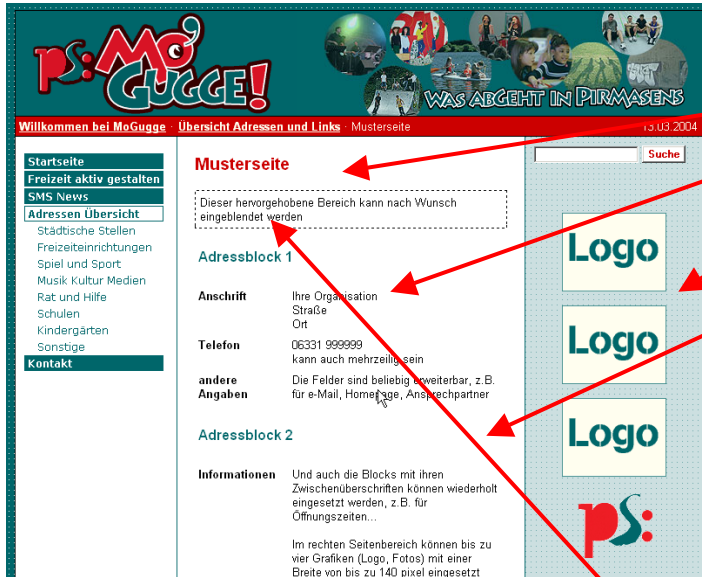 ps: MO'
GUGGE!
WAS ABGEHT IN PIRMASENS
Willkommen bei MoGugge · Übersicht Adressen und Links · Musterseite
13.03.2004
Startseite
Freizeit aktiv gestalten
SMS News
Adressen Übersicht
Städtische Stellen
Freizeiteinrichtungen
Spiel und Sport
Musik Kultur Medien
Rat und Hilfe
Schulen
Kindergärten
Sonstige
Kontakt
Musterseite
Dieser hervorgehobene Bereich kann nach Wunsch
eingeblendet werden
Adressblock 1
Anschrift Ihre Organisation
Straße
Ort
Telefon 06331 999999
kann auch mehrzeilig sein
andere Die Felder sind beliebig erweiterbar, z.B.
Angaben für e-Mail, Homepage, Ansprechpartner
Adressblock 2
Informationen Und auch die Blocks mit ihren
Zwischenüberschriften können wiederholt
eingesetzt werden, z.B. für
Öffnungszeiten...
Im rechten Seitenbereich können bis zu
vier Grafiken (Logo, Fotos) mit einer
Breite von bis zu 140 pixel eingesetzt
Suche
Logo
Logo
Logo
ps: